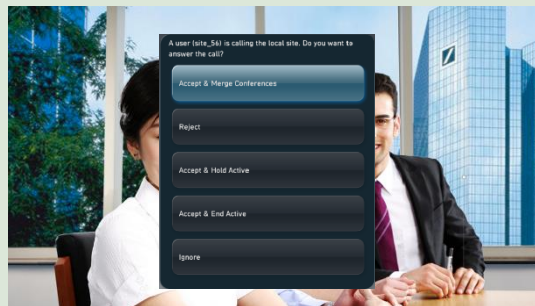 A user (site_56) is calling the local site. Do you want to
answer the call?
Accept & Merge Conferences
Reject
Accept & Hold Active
Accept & End Active
Ignore